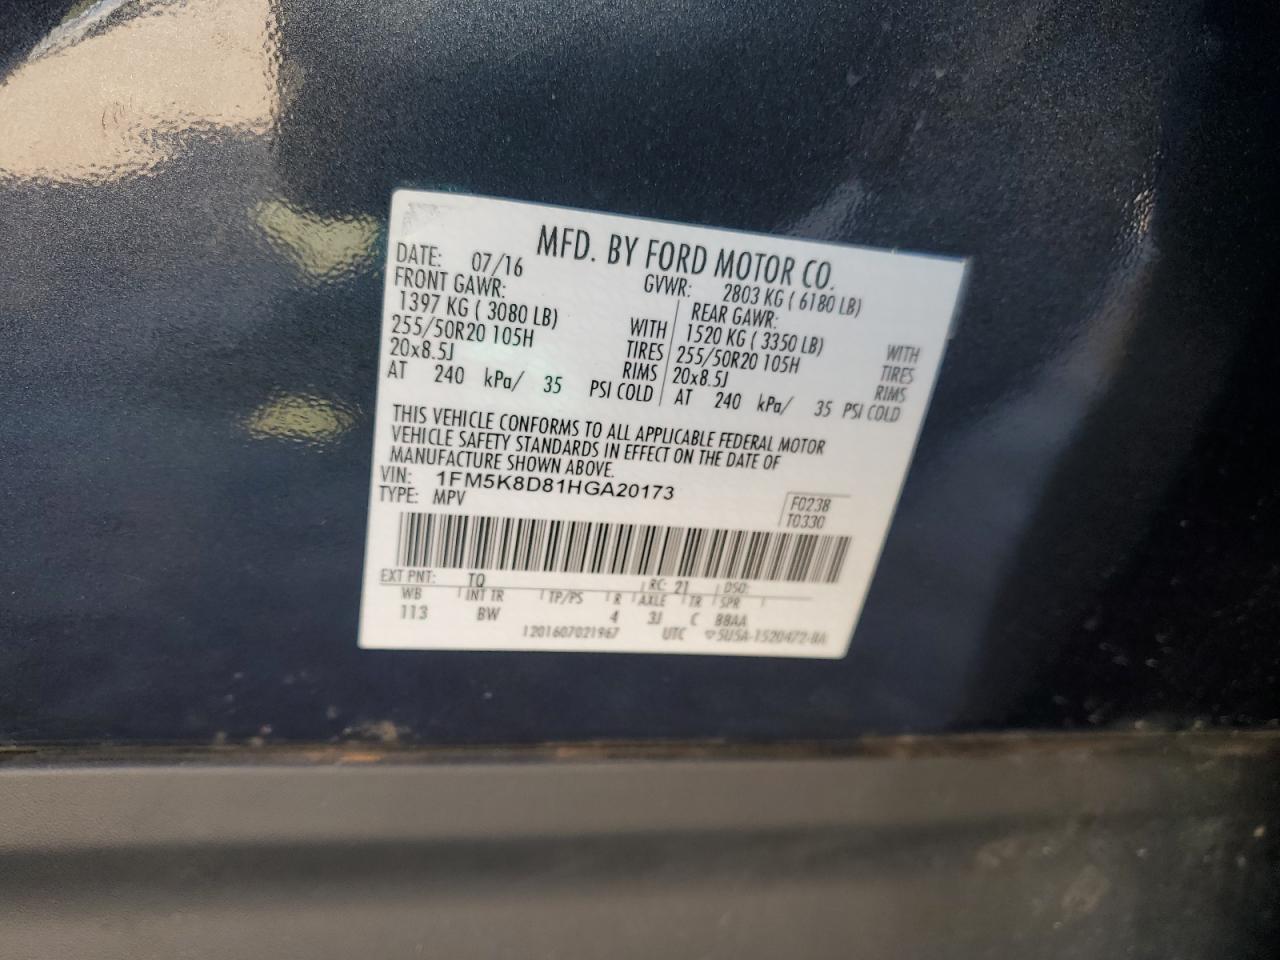 MFD. BY FORD MOTOR CO.
DATE: 07/16 GVWR: 2803 KG ( 6180 LB)
FRONT GAWR: REAR GAWR:
1397 KG ( 3080 LB) WITH 1520 KG ( 3350 LB) WITH
255/50R20 105H TIRES 255/50R20 105H TIRES
20x8.5J RIMS 20x8.5J RIMS
AT 240 kPa/ 35 PSI COLD AT 240 kPa/ 35 PSI COLD
THIS VEHICLE CONFORMS TO ALL APPLICABLE FEDERAL MOTOR
VEHICLE SAFETY STANDARDS IN EFFECT ON THE DATE OF
MANUFACTURE SHOWN ABOVE.
VIN: 1FM5K8D81HGA20173
TYPE: MPV
F0238
T0330
EXT PNT: TQ RC: 21 DSO:
WB INT TR TP/PS R AXLE TR SPR
113 BW 4 3J C BBAA
1201607021967 UTC 5U5A-1520472-BA